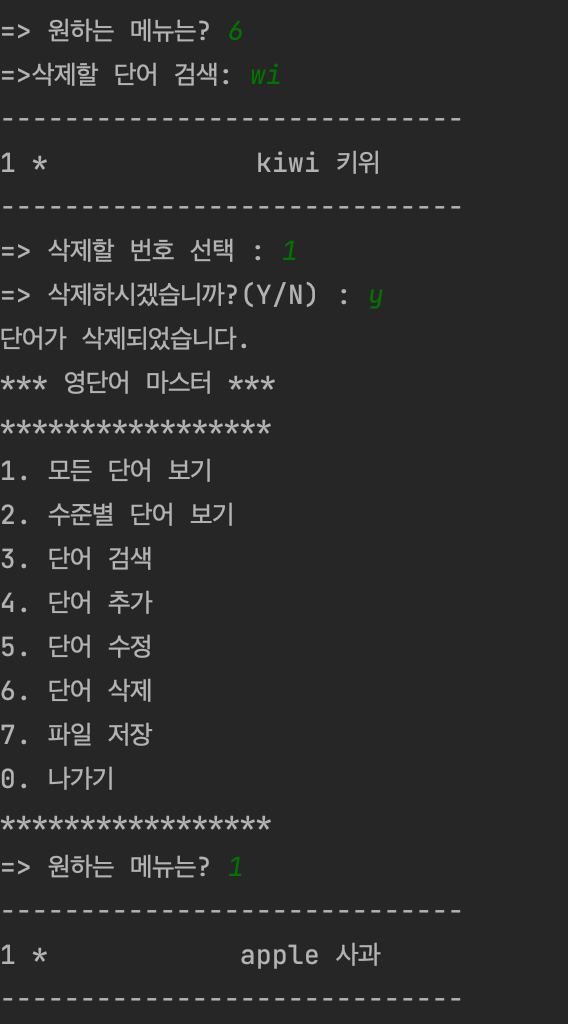 => 원하는 메뉴는? 6
=>삭제할 단어 검색: wi
-----------------------------
1 *             kiwi 키위
-----------------------------
=> 삭제할 번호 선택 : 1
=> 삭제하시겠습니까?(Y/N) : y
단어가 삭제되었습니다.
*** 영단어 마스터 ***
*****************
1. 모든 단어 보기
2. 수준별 단어 보기
3. 단어 검색
4. 단어 추가
5. 단어 수정
6. 단어 삭제
7. 파일 저장
0. 나가기
*****************
=> 원하는 메뉴는? 1
-----------------------------
1 *            apple 사과
-----------------------------